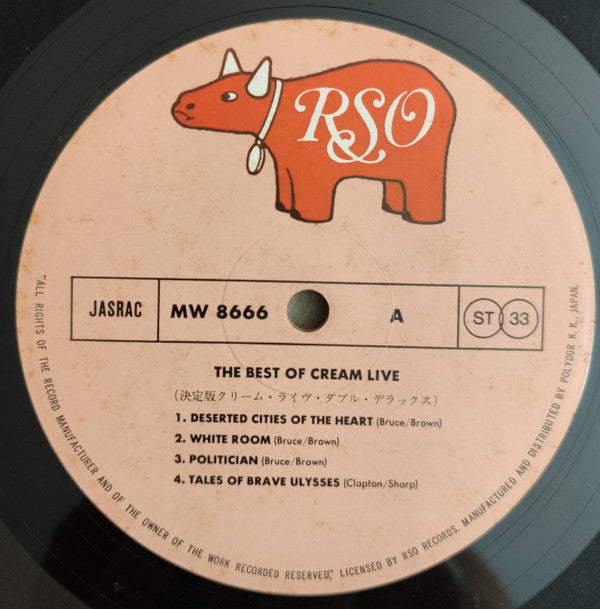 RSO
JASRAC MW 8666 A ST 33
THE BEST OF CREAM LIVE
(決定版クリーム・ライヴ・ダブル・デラックス)
1. DESERTED CITIES OF THE HEART (Bruce/Brown)
2. WHITE ROOM (Bruce/Brown)
3. POLITICIAN (Bruce/Brown)
4. TALES OF BRAVE ULYSSES (Clapton/Sharp)
"ALL RIGHTS OF THE RECORD MANUFACTURER AND OF THE OWNER OF THE WORK RECORDED RESERVED", LICENSED BY RSO RECORDS. MANUFACTURED AND DISTRIBUTED BY POLYDOR K. K., JAPAN.